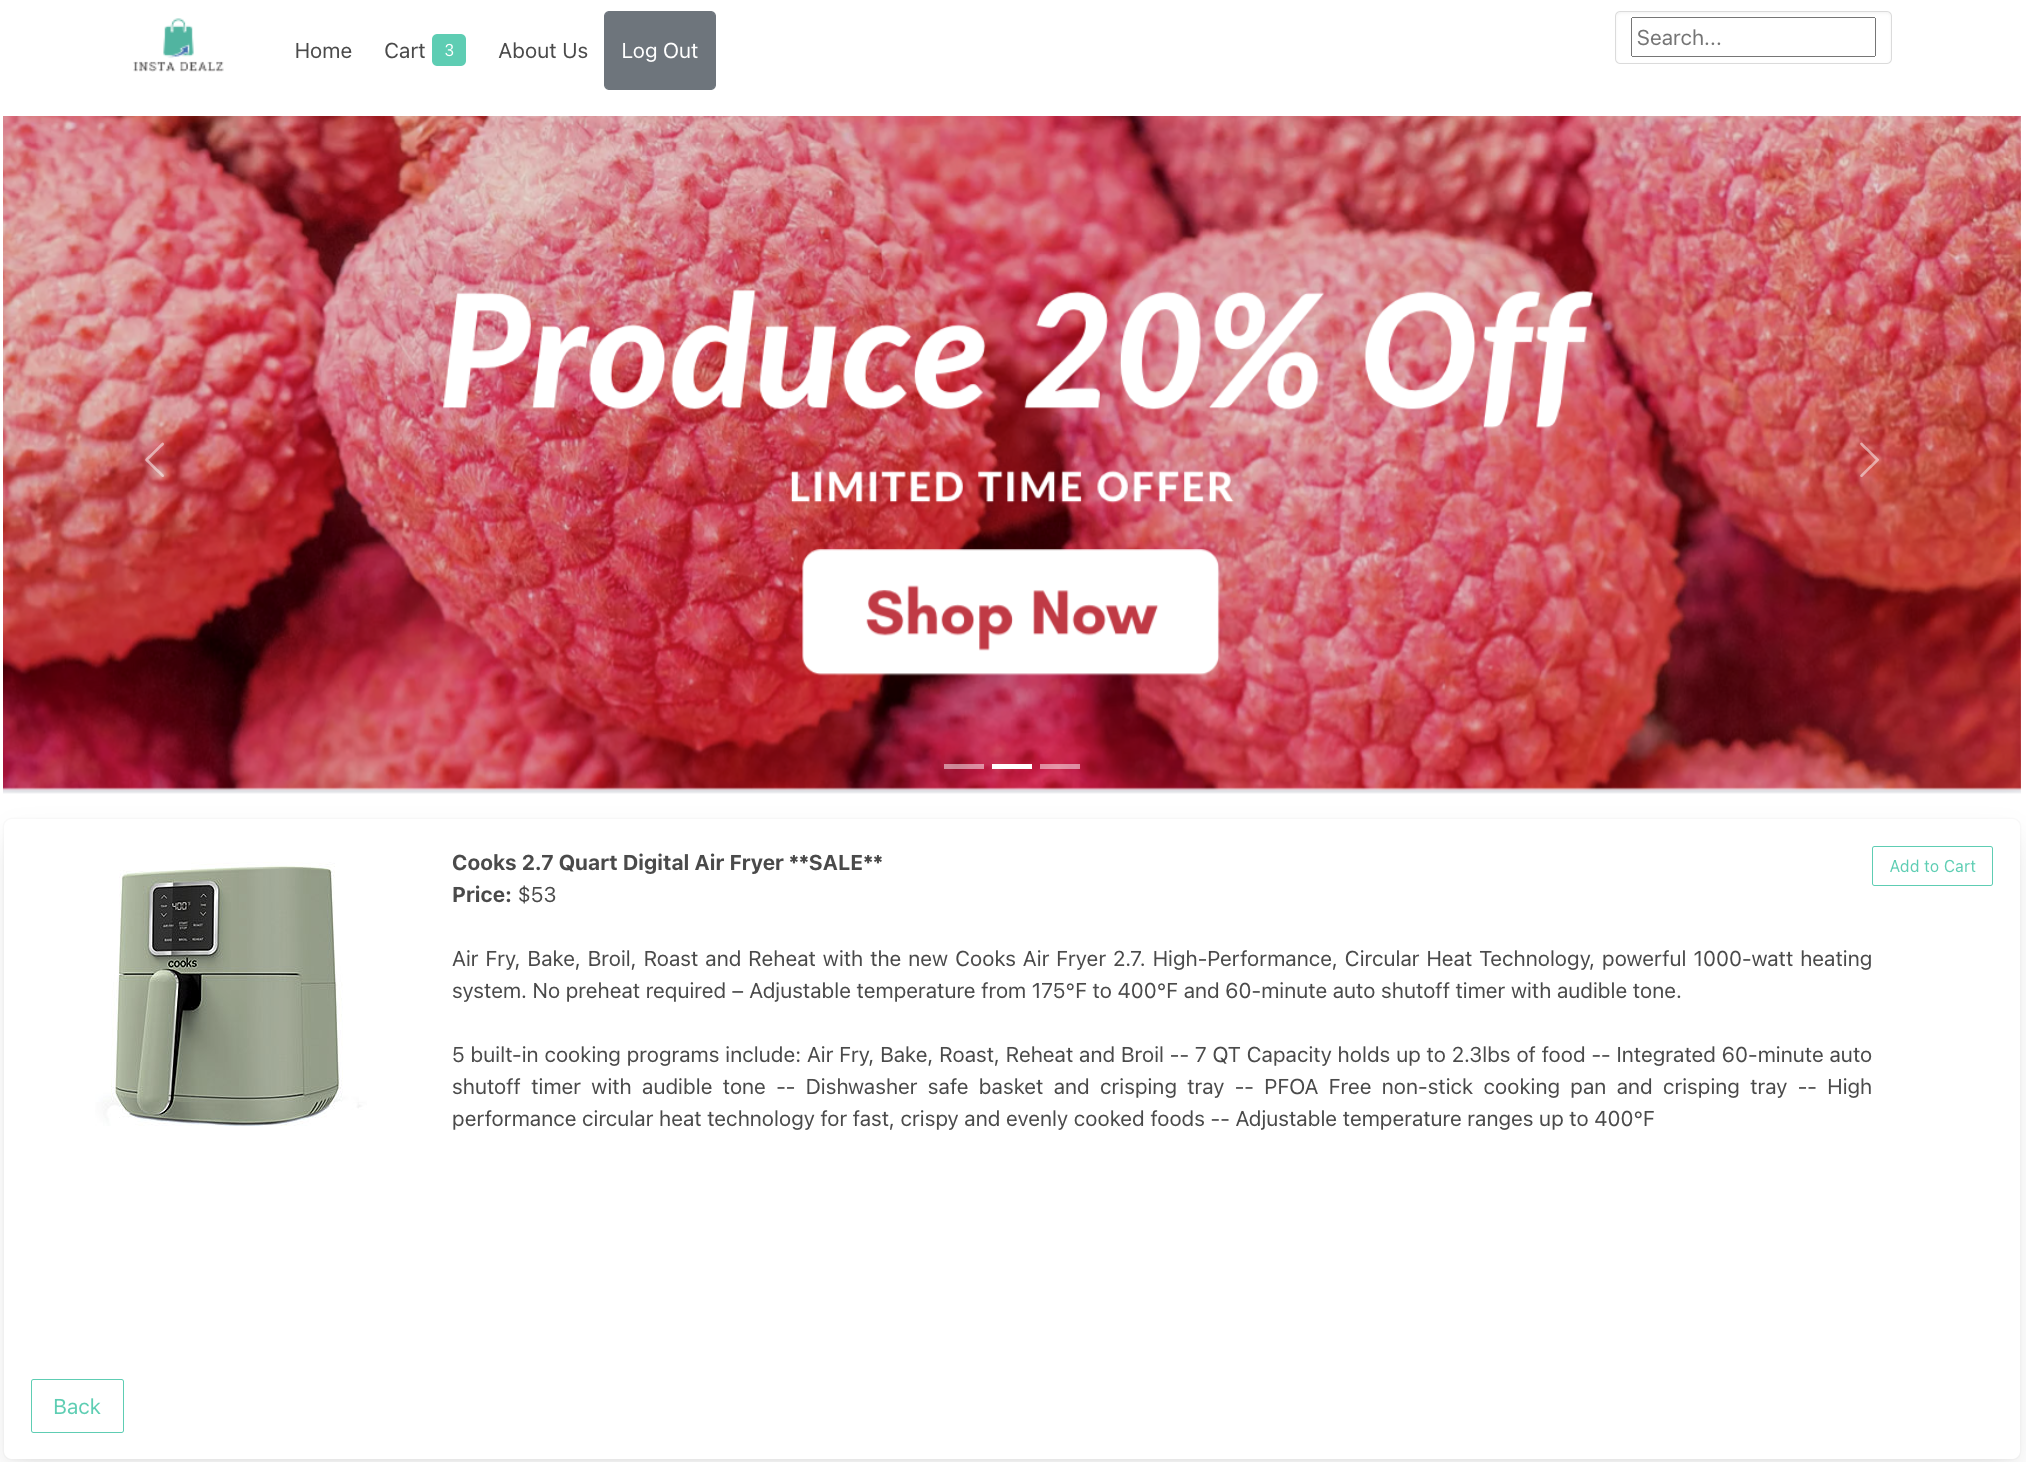 INSTA DEALZ
Home
Cart 3
About Us
Log Out
Search...
Produce 20% Off
LIMITED TIME OFFER
Shop Now
Cooks 2.7 Quart Digital Air Fryer **SALE**
Price: $53
Add to Cart
400°
cooks
Air Fry, Bake, Broil, Roast and Reheat with the new Cooks Air Fryer 2.7. High-Performance, Circular Heat Technology, powerful 1000-watt heating
system. No preheat required – Adjustable temperature from 175°F to 400°F and 60-minute auto shutoff timer with audible tone.
5 built-in cooking programs include: Air Fry, Bake, Roast, Reheat and Broil -- 7 QT Capacity holds up to 2.3lbs of food -- Integrated 60-minute auto
shutoff timer with audible tone -- Dishwasher safe basket and crisping tray -- PFOA Free non-stick cooking pan and crisping tray -- High
performance circular heat technology for fast, crispy and evenly cooked foods -- Adjustable temperature ranges up to 400°F
Back